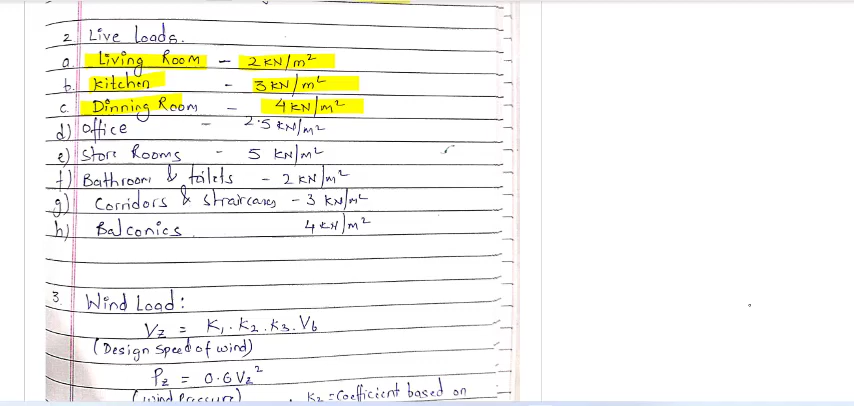 2 Live Loads.
a. Living Room - 2 KN/m²
b. Kitchen - 3 KN/m²
c. Dinning Room - 4 KN/m²
d) office - 2.5 KN/m²
e) Store Rooms - 5 KN/m²
f) Bathroom & toilets - 2 KN/m²
g) Corridors & straircases - 3 KN/m²
h) Balconies 4 KN/m²
3. Wind Load:
Vz = K₁. K₂. K₃. Vb
(Design Speed of wind)
Pz = 0.6 Vz²
(wind Pressure) K₂ = Coefficient based on